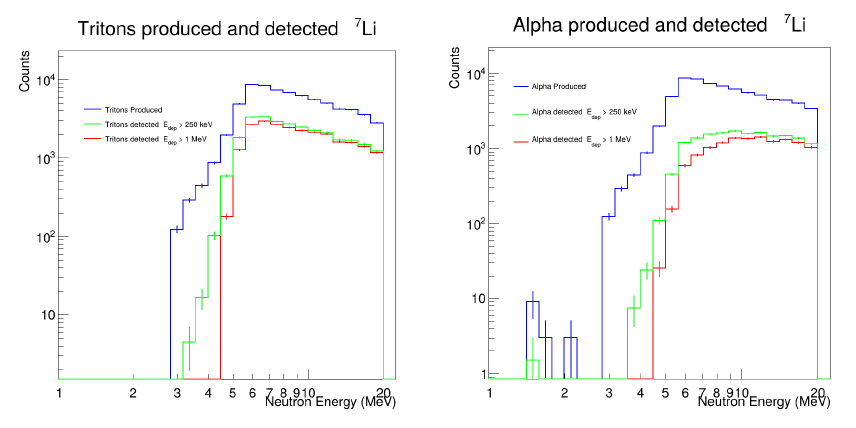 Tritons produced and detected ⁷Li
Counts
10⁴
10³
10²
10
Tritons Produced
Tritons detected E_dep > 250 keV
Tritons detected E_dep > 1 MeV
1 2 3 4 5 6 7 8 9 10 20
Neutron Energy (MeV)
Alpha produced and detected ⁷Li
Counts
10⁴
10³
10²
10
1
Alpha Produced
Alpha detected E_dep > 250 keV
Alpha detected E_dep > 1 MeV
1 2 3 4 5 6 7 8 9 10 20
Neutron Energy (MeV)